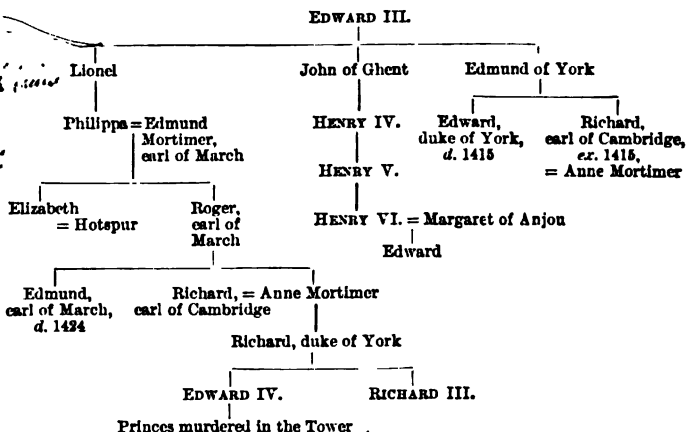 EDWARD III.
Lionel John of Ghent Edmund of York
Philippa = Edmund Mortimer, earl of March
HENRY IV.
Edward, duke of York, d. 1415
Richard, earl of Cambridge, ex. 1415, = Anne Mortimer
HENRY V.
Elizabeth = Hotspur
Roger, earl of March
HENRY VI. = Margaret of Anjou
Edward
Edmund, earl of March, d. 1424
Richard, earl of Cambridge = Anne Mortimer
Richard, duke of York
EDWARD IV. RICHARD III.
Princes murdered in the Tower